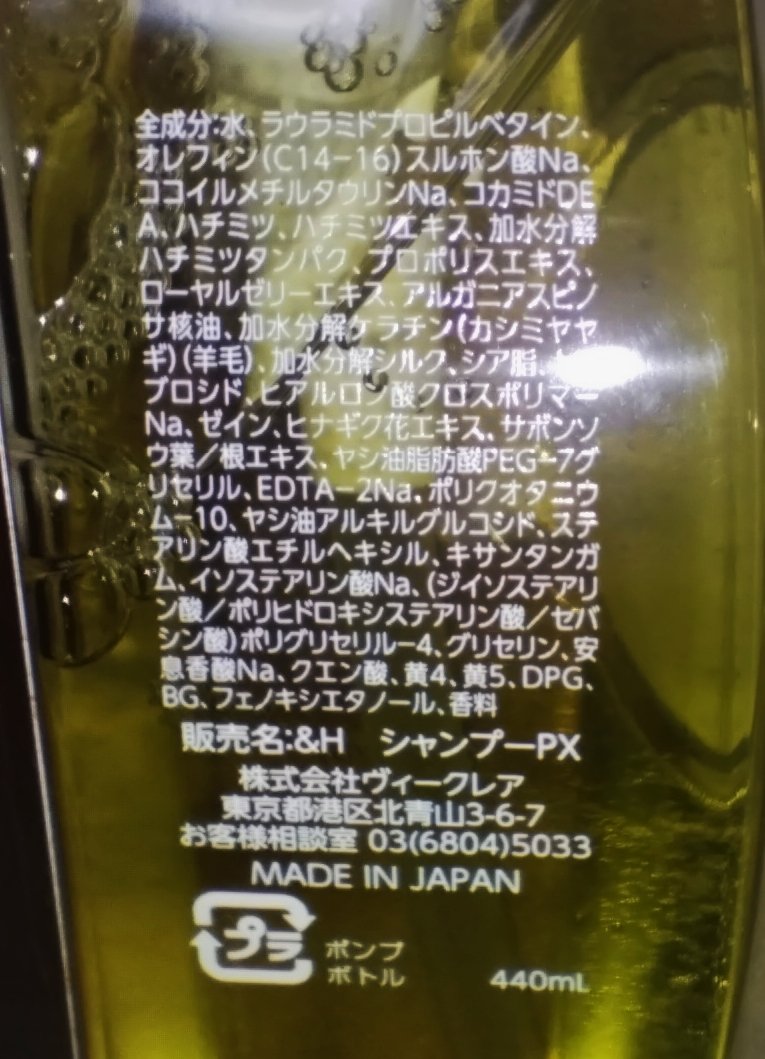 全成分:水、ラウラミドプロピルベタイン、
オレフィン(C14-16)スルホン酸Na、
ココイルメチルタウリンNa、コカミドDE
A、ハチミツ、ハチミツエキス、加水分解
ハチミツタンパク、プロポリスエキス、
ローヤルゼリーエキス、アルガニアスピノ
サ核油、加水分解ケラチン(カシミヤヤ
ギ)(羊毛)、加水分解シルク、シア脂、
ブロシド、ヒアルロン酸クロスポリマー
Na、ゼイン、ヒナギク花エキス、サボンソ
ウ葉/根エキス、ヤシ油脂肪酸PEG-7グ
リセリル、EDTA-2Na、ポリクオタニウ
ム-10、ヤシ油アルキルグルコシド、ステ
アリン酸エチルヘキシル、キサンタンガ
ム、イソステアリン酸Na、(ジイソステアリ
ン酸/ポリヒドロキシステアリン酸/セバ
シン酸)ポリグリセリル-4、グリセリン、安
息香酸Na、クエン酸、黄4、黄5、DPG、
BG、フェノキシエタノール、香料
販売名:&H シャンプーPX
株式会社ヴィークレア
東京都港区北青山3-6-7
お客様相談室 03(6804)5033
MADE IN JAPAN
プラ
ポンプ
ボトル
440mL